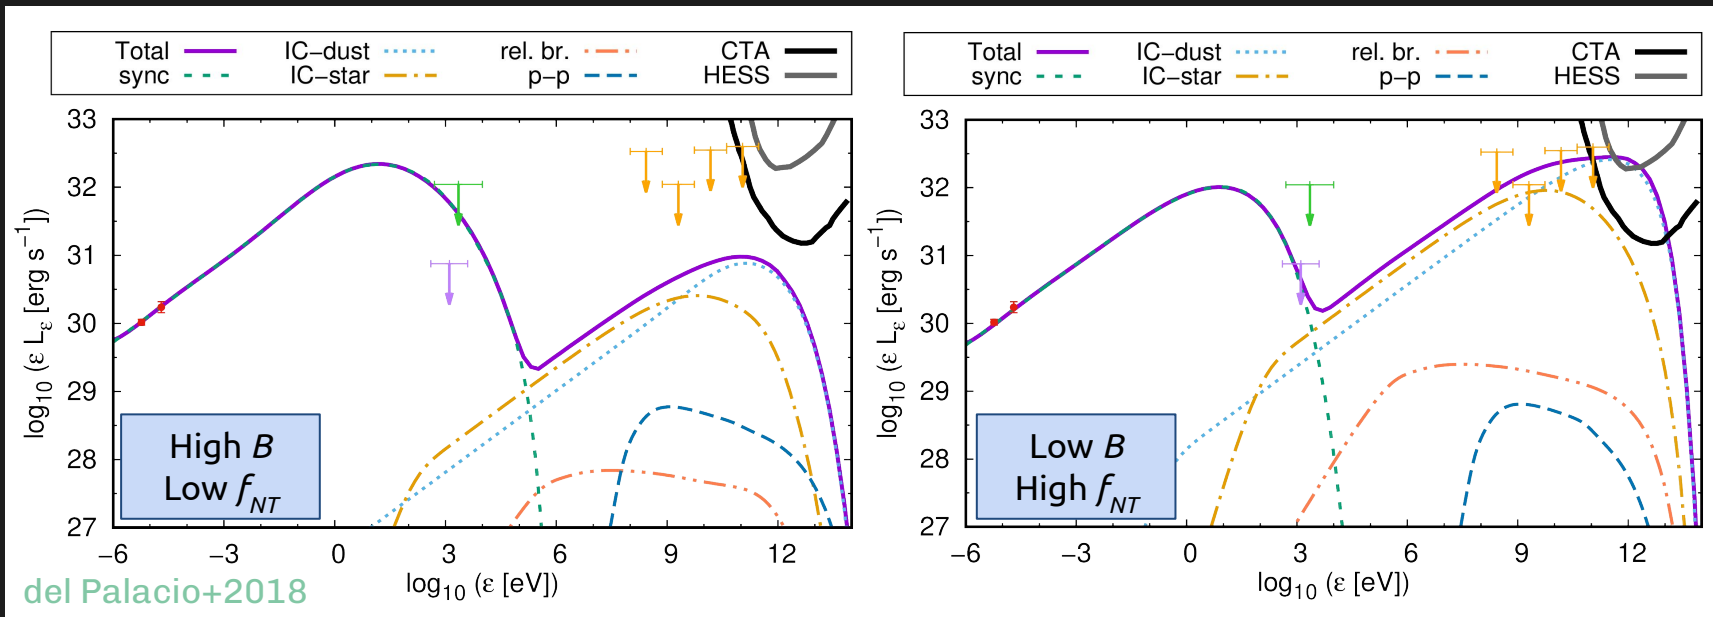 Total IC−dust rel. br. CTA
sync IC−star p−p HESS
33
32
31
30
29
28
27
log10 (ε Lε [erg s−1])
High B
Low fNT
−6 −3 0 3 6 9 12
log10 (ε [eV])
Total IC−dust rel. br. CTA
sync IC−star p−p HESS
33
32
31
30
29
28
27
log10 (ε Lε [erg s−1])
Low B
High fNT
−6 −3 0 3 6 9 12
log10 (ε [eV])
del Palacio+2018